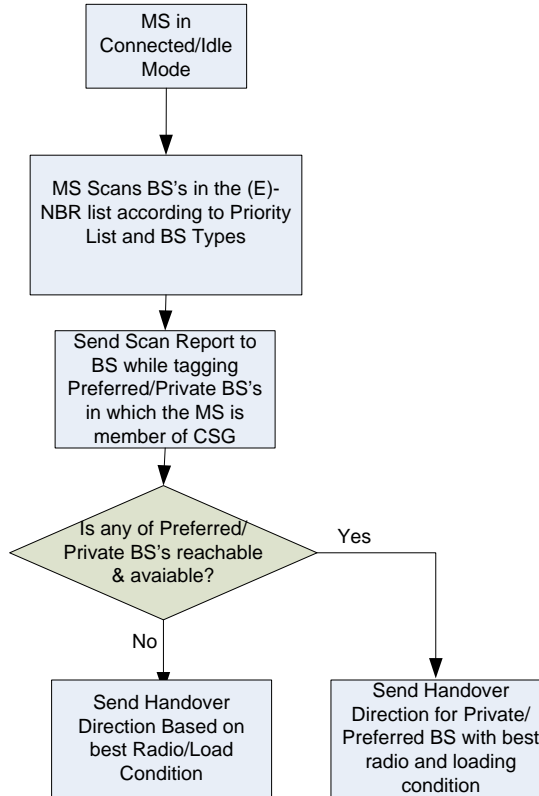 MS in
Connected/Idle
Mode
MS Scans BS's in the (E)-
NBR list according to Priority
List and BS Types
Send Scan Report to
BS while tagging
Preferred/Private BS's
in which the MS is
member of CSG
Is any of Preferred/
Private BS's reachable
& avaiable?
Yes
No
Send Handover
Direction Based on
best Radio/Load
Condition
Send Handover
Direction for Private/
Preferred BS with best
radio and loading
condition